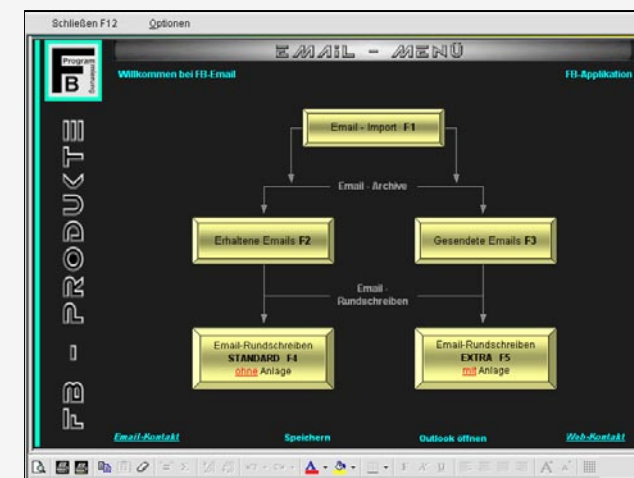 Schließen F12 Optionen
EMAIL - MENÜ
Program
FB
Willkommen bei FB-Email
FB-Applikation
FB - PRODUKTE
Email - Import F1
Email - Archive
Erhaltene Emails F2
Gesendete Emails F3
Email -
Rundschreiben
Email-Rundschreiben
STANDARD F4
ohne Anlage
Email-Rundschreiben
EXTRA F5
mit Anlage
Email-Kontakt
Speichern
Outlook öffnen
Web-Kontakt